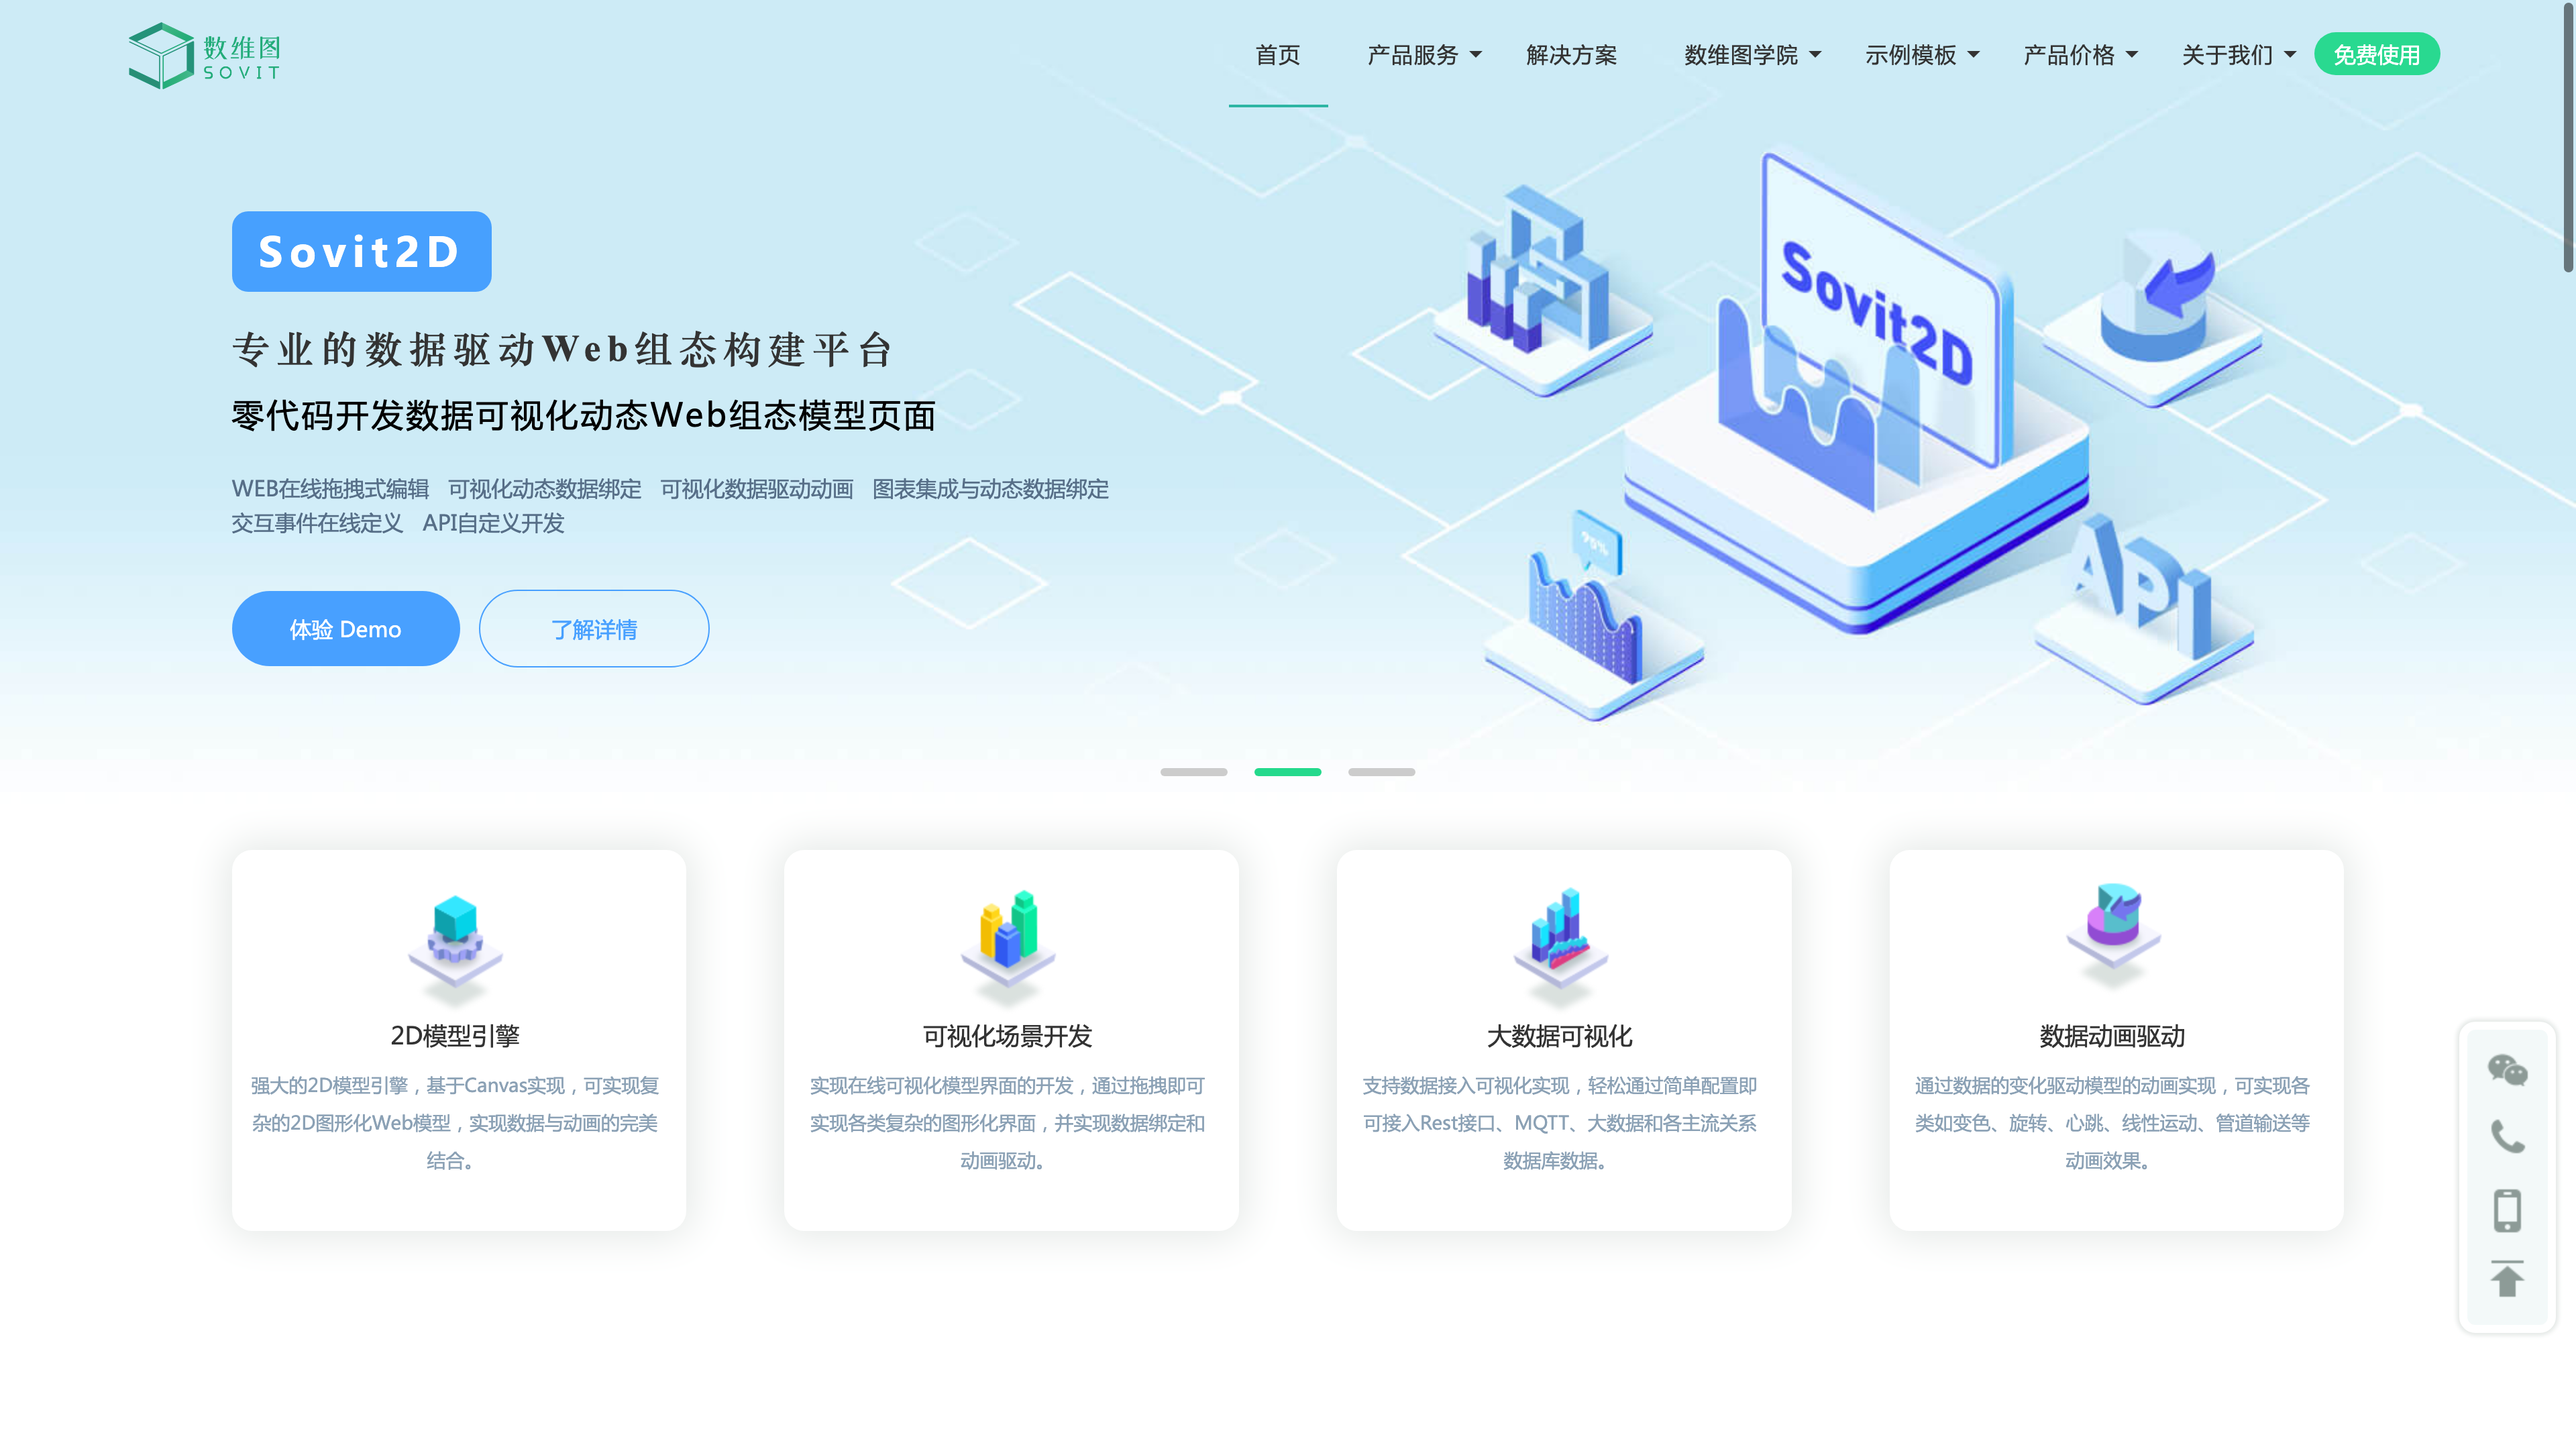 数维图
SOVIT
首页
产品服务
解决方案
数维图学院
示例模板
产品价格
关于我们
免费使用
Sovit2D
专业的数据驱动Web组态构建平台
零代码开发数据可视化动态Web组态模型页面
WEB在线拖拽式编辑 可视化动态数据绑定 可视化数据驱动动画 图表集成与动态数据绑定
交互事件在线定义 API自定义开发
体验 Demo
了解详情
Sovit2D
90%
API
2D模型引擎
强大的2D模型引擎，基于Canvas实现，可实现复
杂的2D图形化Web模型，实现数据与动画的完美
结合。
可视化场景开发
实现在线可视化模型界面的开发，通过拖拽即可
实现各类复杂的图形化界面，并实现数据绑定和
动画驱动。
大数据可视化
支持数据接入可视化实现，轻松通过简单配置即
可接入Rest接口、MQTT、大数据和各主流关系
数据库数据。
数据动画驱动
通过数据的变化驱动模型的动画实现，可实现各
类如变色、旋转、心跳、线性运动、管道输送等
动画效果。